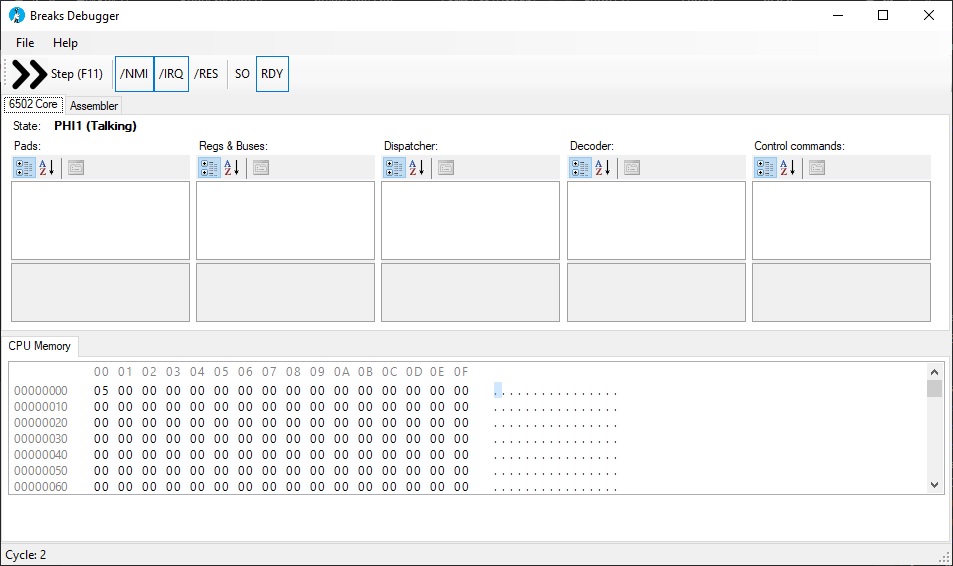 Breaks Debugger
File Help
Step (F11) /NMI /IRQ /RES SO RDY
6502 Core Assembler
State: PHI1 (Talking)
Pads: Regs & Buses: Dispatcher: Decoder: Control commands:
CPU Memory
00 01 02 03 04 05 06 07 08 09 0A 0B 0C 0D 0E 0F
00000000 05 00 00 00 00 00 00 00 00 00 00 00 00 00 00 00 ................
00000010 00 00 00 00 00 00 00 00 00 00 00 00 00 00 00 00 ................
00000020 00 00 00 00 00 00 00 00 00 00 00 00 00 00 00 00 ................
00000030 00 00 00 00 00 00 00 00 00 00 00 00 00 00 00 00 ................
00000040 00 00 00 00 00 00 00 00 00 00 00 00 00 00 00 00 ................
00000050 00 00 00 00 00 00 00 00 00 00 00 00 00 00 00 00 ................
00000060 00 00 00 00 00 00 00 00 00 00 00 00 00 00 00 00 ................
Cycle: 2